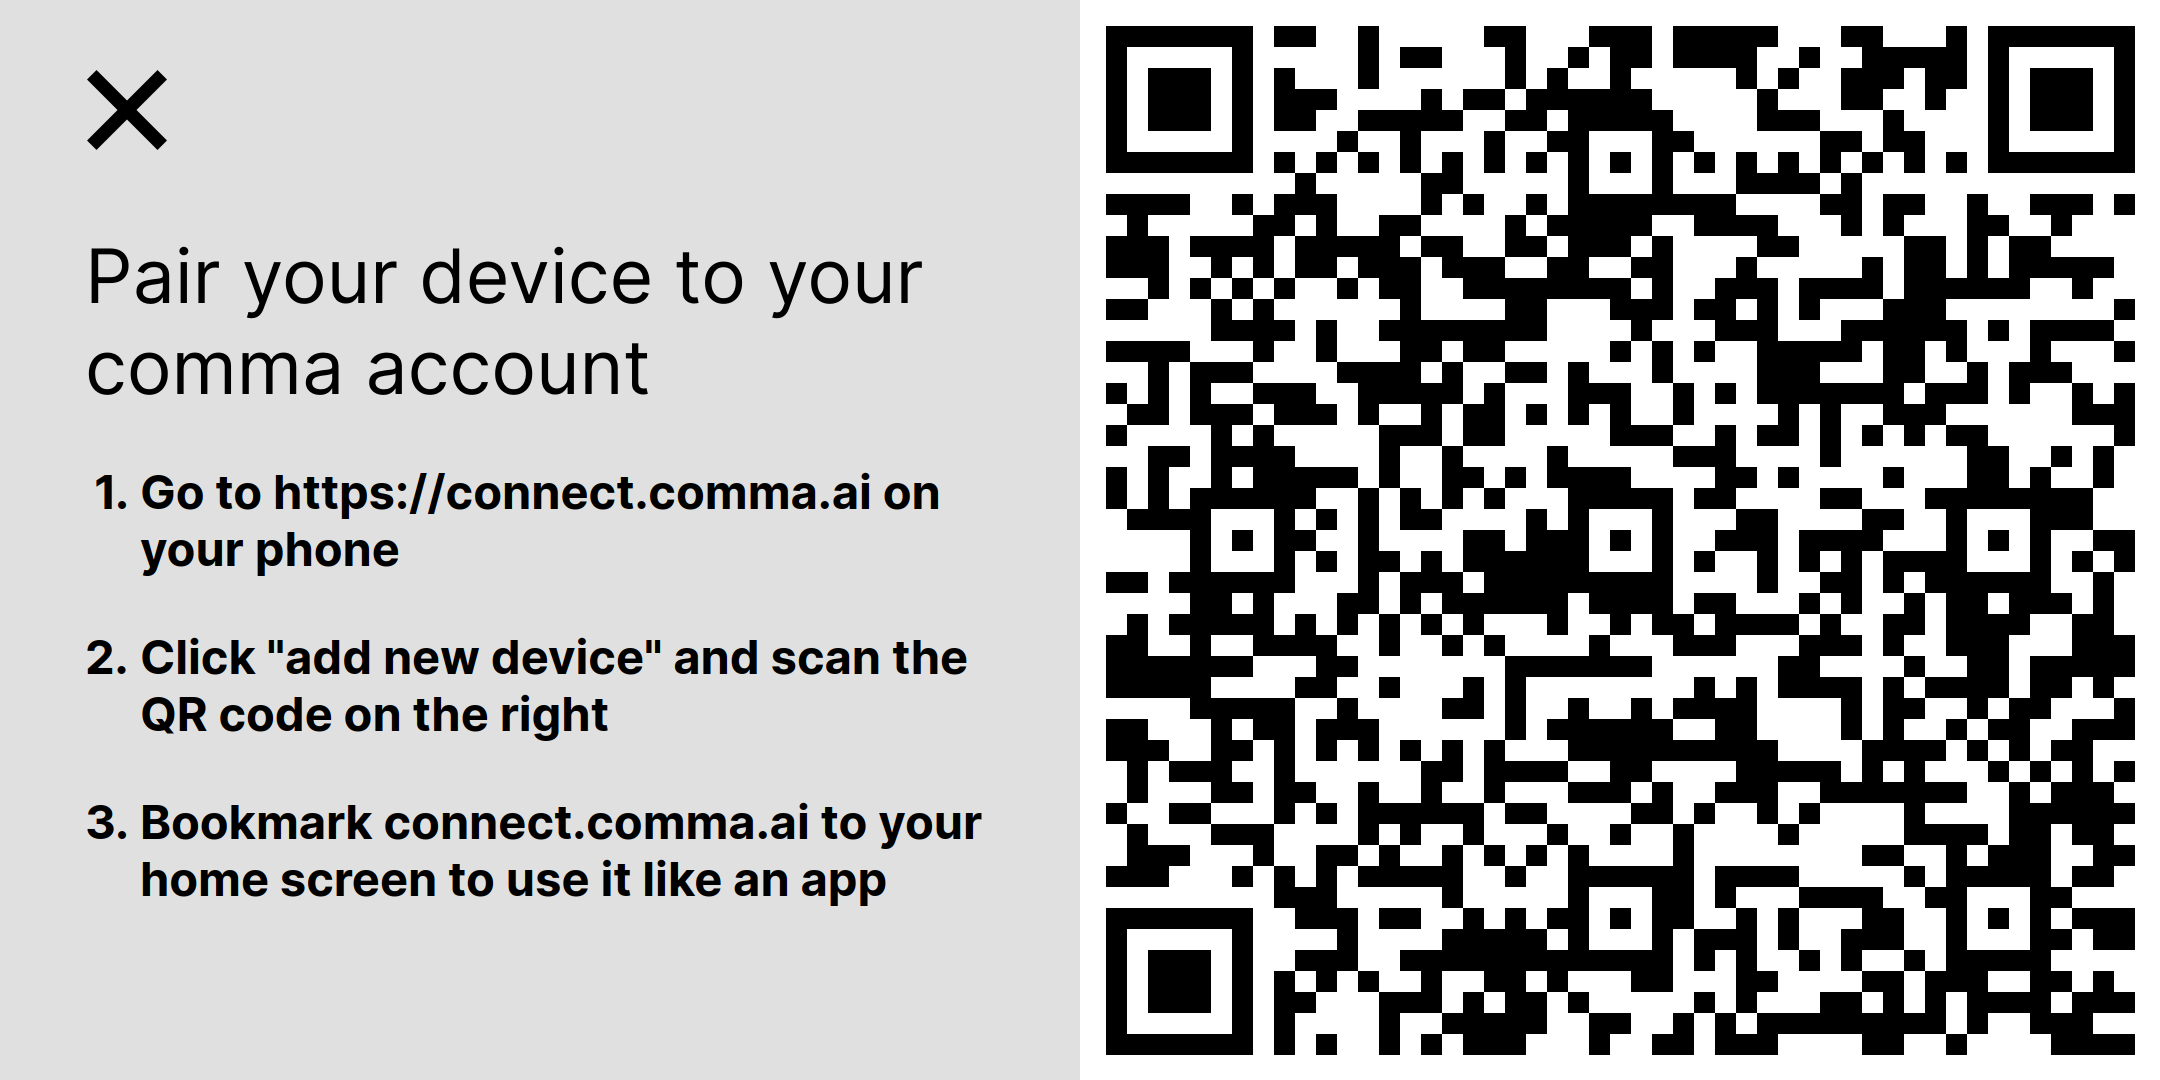 Pair your device to your
comma account
1. Go to https://connect.comma.ai on
your phone
2. Click "add new device" and scan the
QR code on the right
3. Bookmark connect.comma.ai to your
home screen to use it like an app